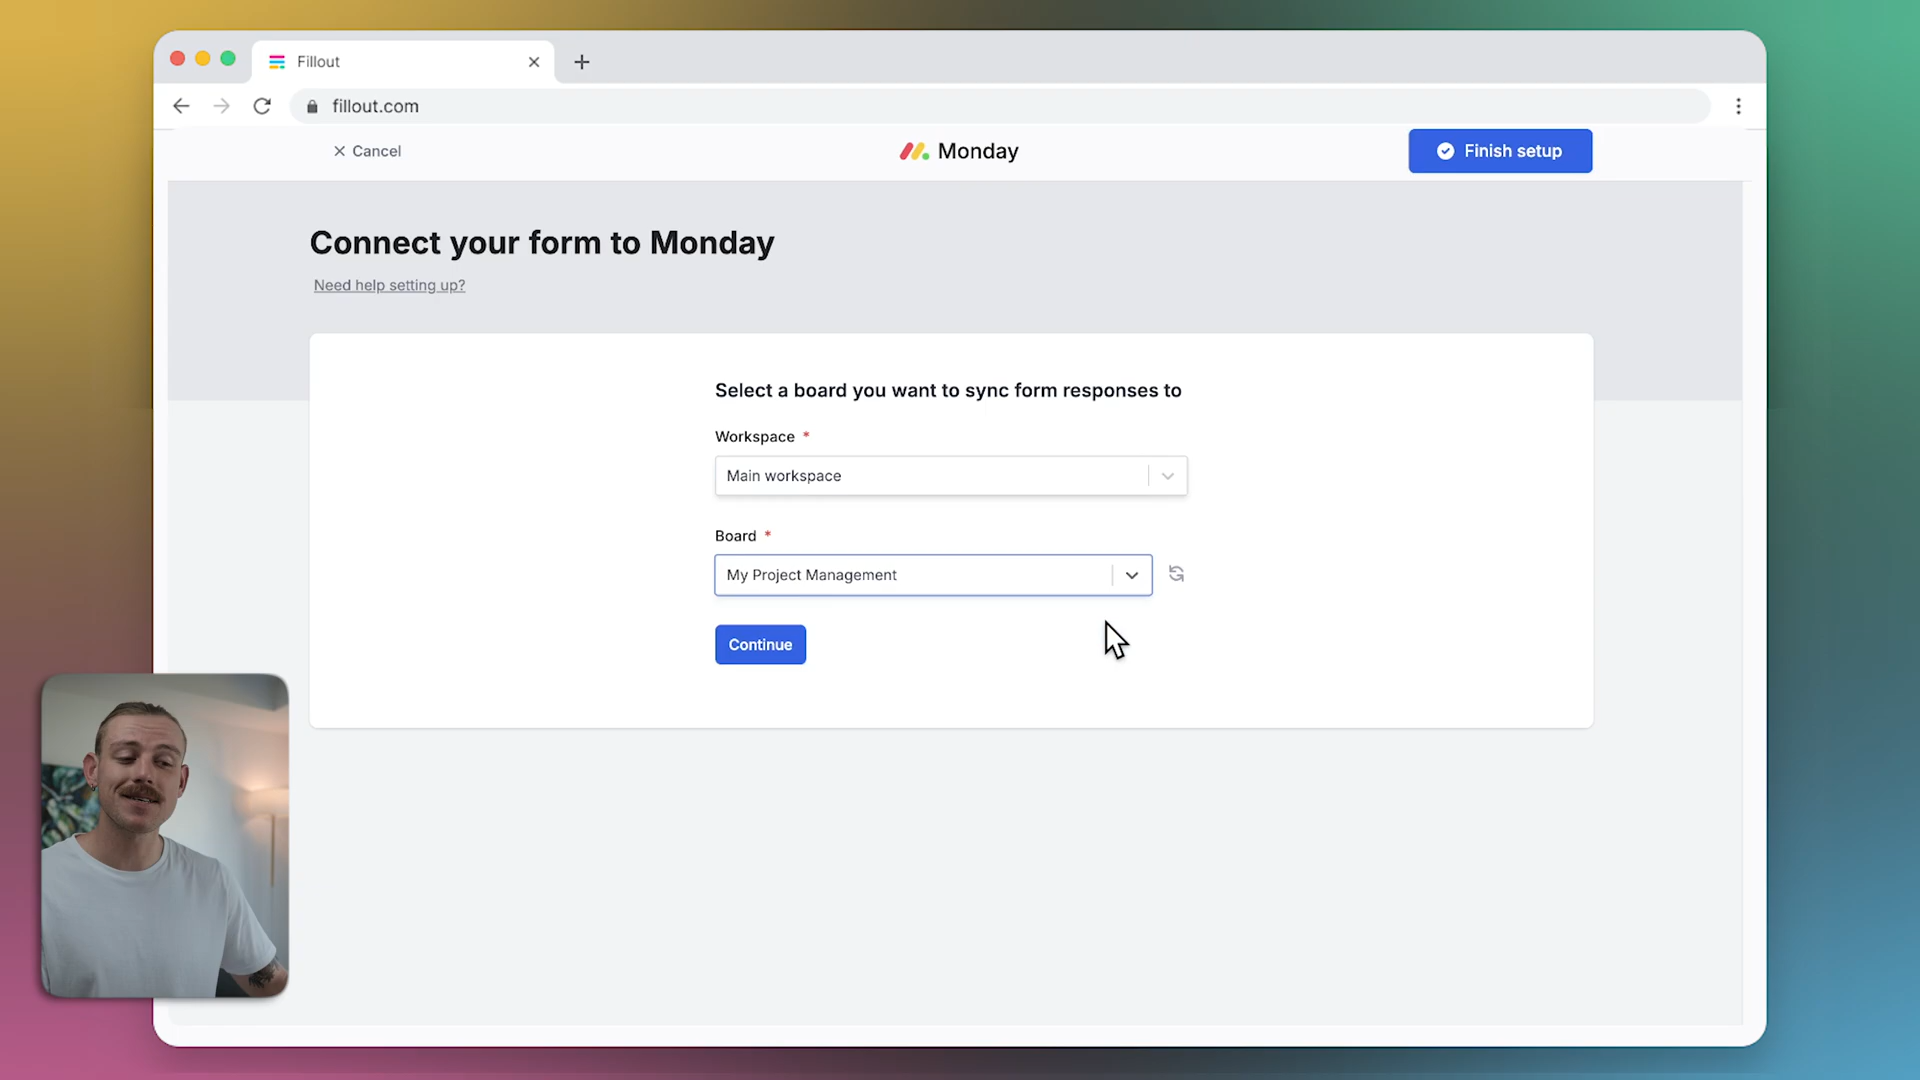 Fillout
fillout.com
Cancel
Monday
Finish setup
Connect your form to Monday
Need help setting up?
Select a board you want to sync form responses to
Workspace *
Main workspace
Board *
My Project Management
Continue